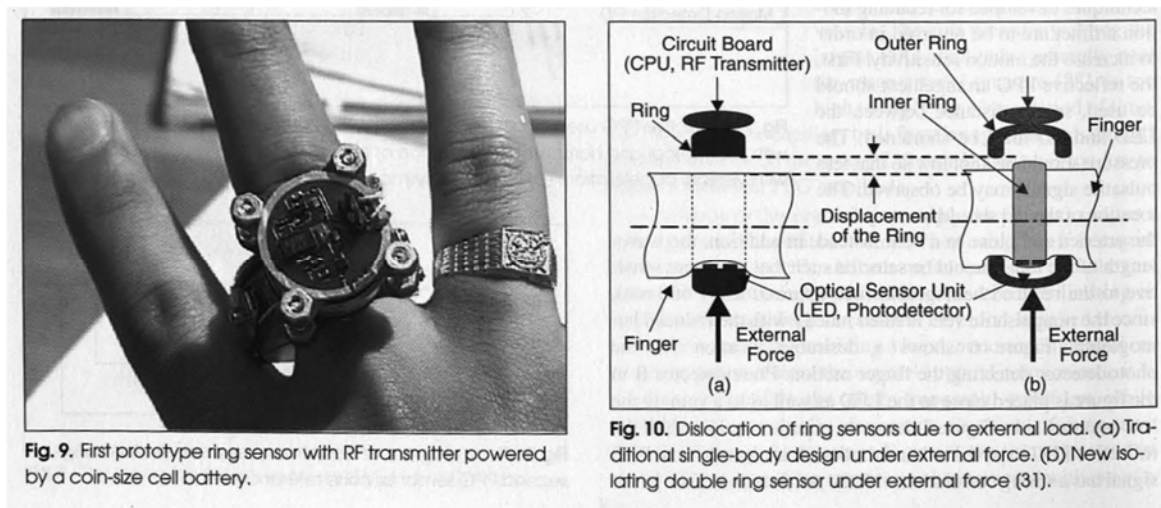 Fig. 9. First prototype ring sensor with RF transmitter powered
by a coin-size cell battery.
Circuit Board
(CPU, RF Transmitter)
Outer Ring
Ring
Inner Ring
Finger
Displacement
of the Ring
Optical Sensor Unit
(LED, Photodetector)
Finger
External
Force
External
Force
(a)
(b)
Fig. 10. Dislocation of ring sensors due to external load. (a) Tra-
ditional single-body design under external force. (b) New iso-
lating double ring sensor under external force (31).